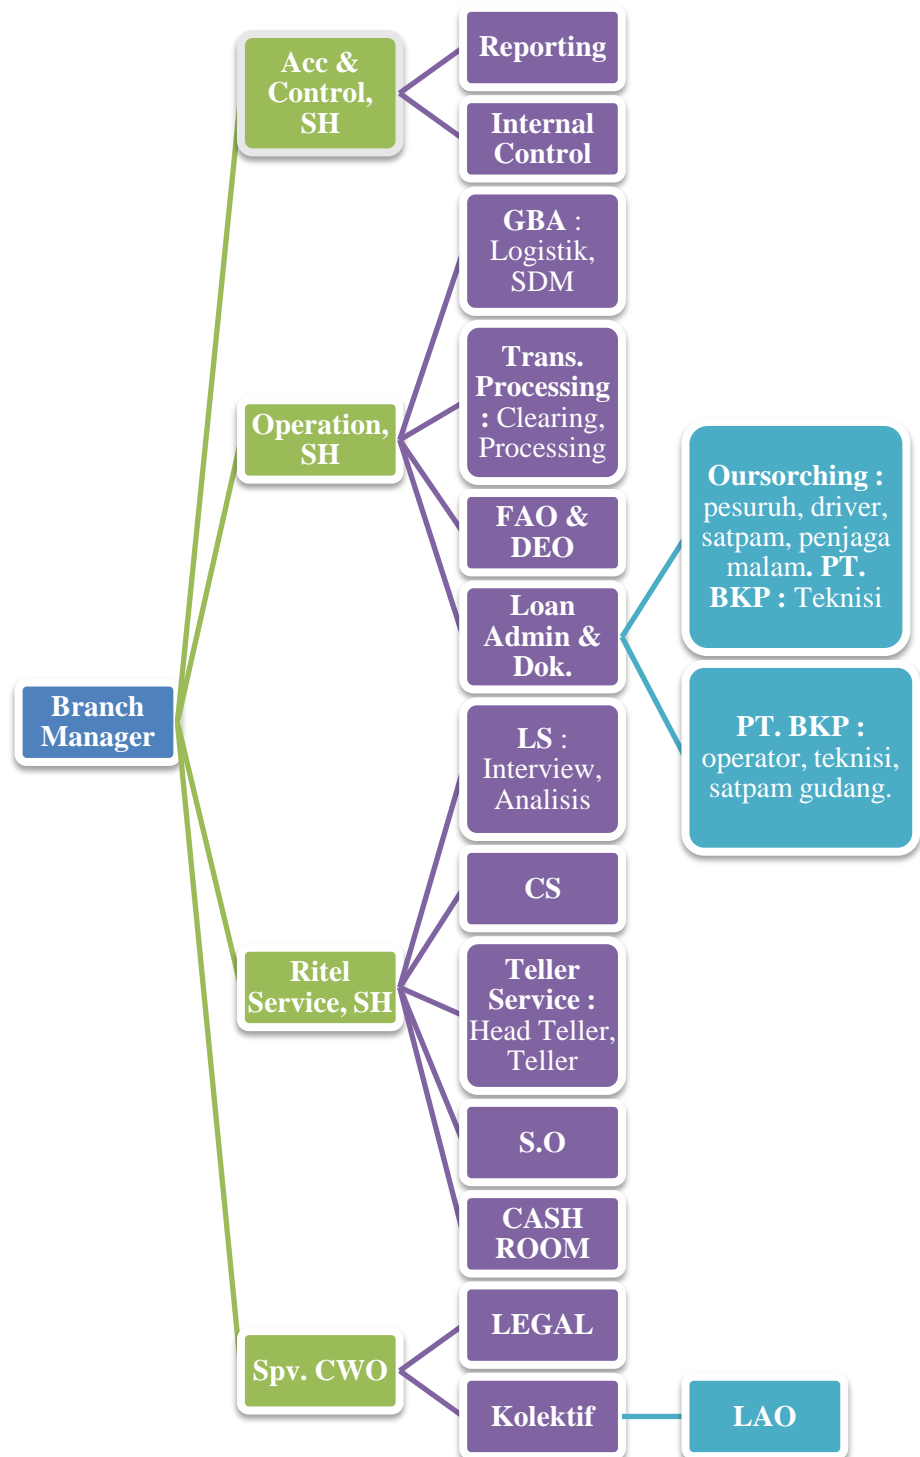 Acc &
Control,
SH
Reporting
Internal
Control
GBA :
Logistik,
SDM
Trans.
Processing
: Clearing,
Processing
Operation,
SH
FAO &
DEO
Loan
Admin &
Dok.
Oursorching :
pesuruh, driver,
satpam, penjaga
malam. PT.
BKP : Teknisi
PT. BKP :
operator, teknisi,
satpam gudang.
Branch
Manager
LS :
Interview,
Analisis
CS
Ritel
Service, SH
Teller
Service :
Head Teller,
Teller
S.O
CASH
ROOM
Spv. CWO
LEGAL
Kolektif
LAO